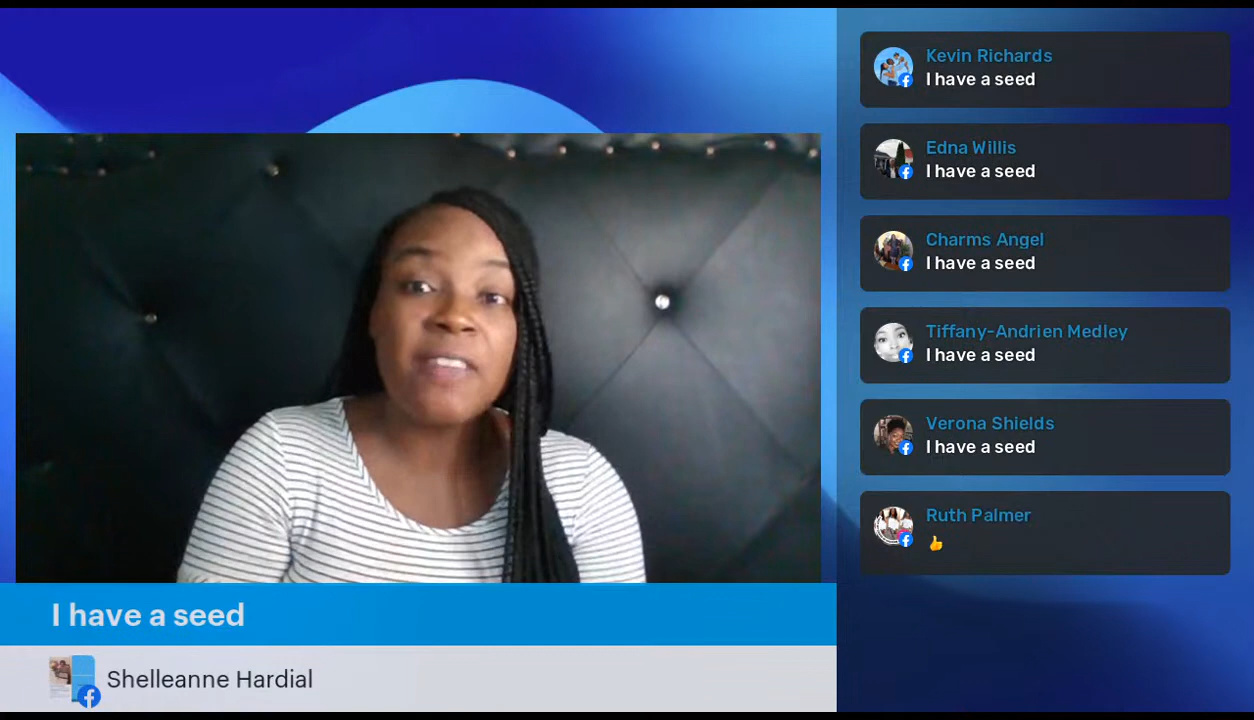 Kevin Richards
I have a seed
Edna Willis
I have a seed
Charms Angel
I have a seed
Tiffany-Andrien Medley
I have a seed
Verona Shields
I have a seed
Ruth Palmer
👍
I have a seed
Shelleanne Hardial